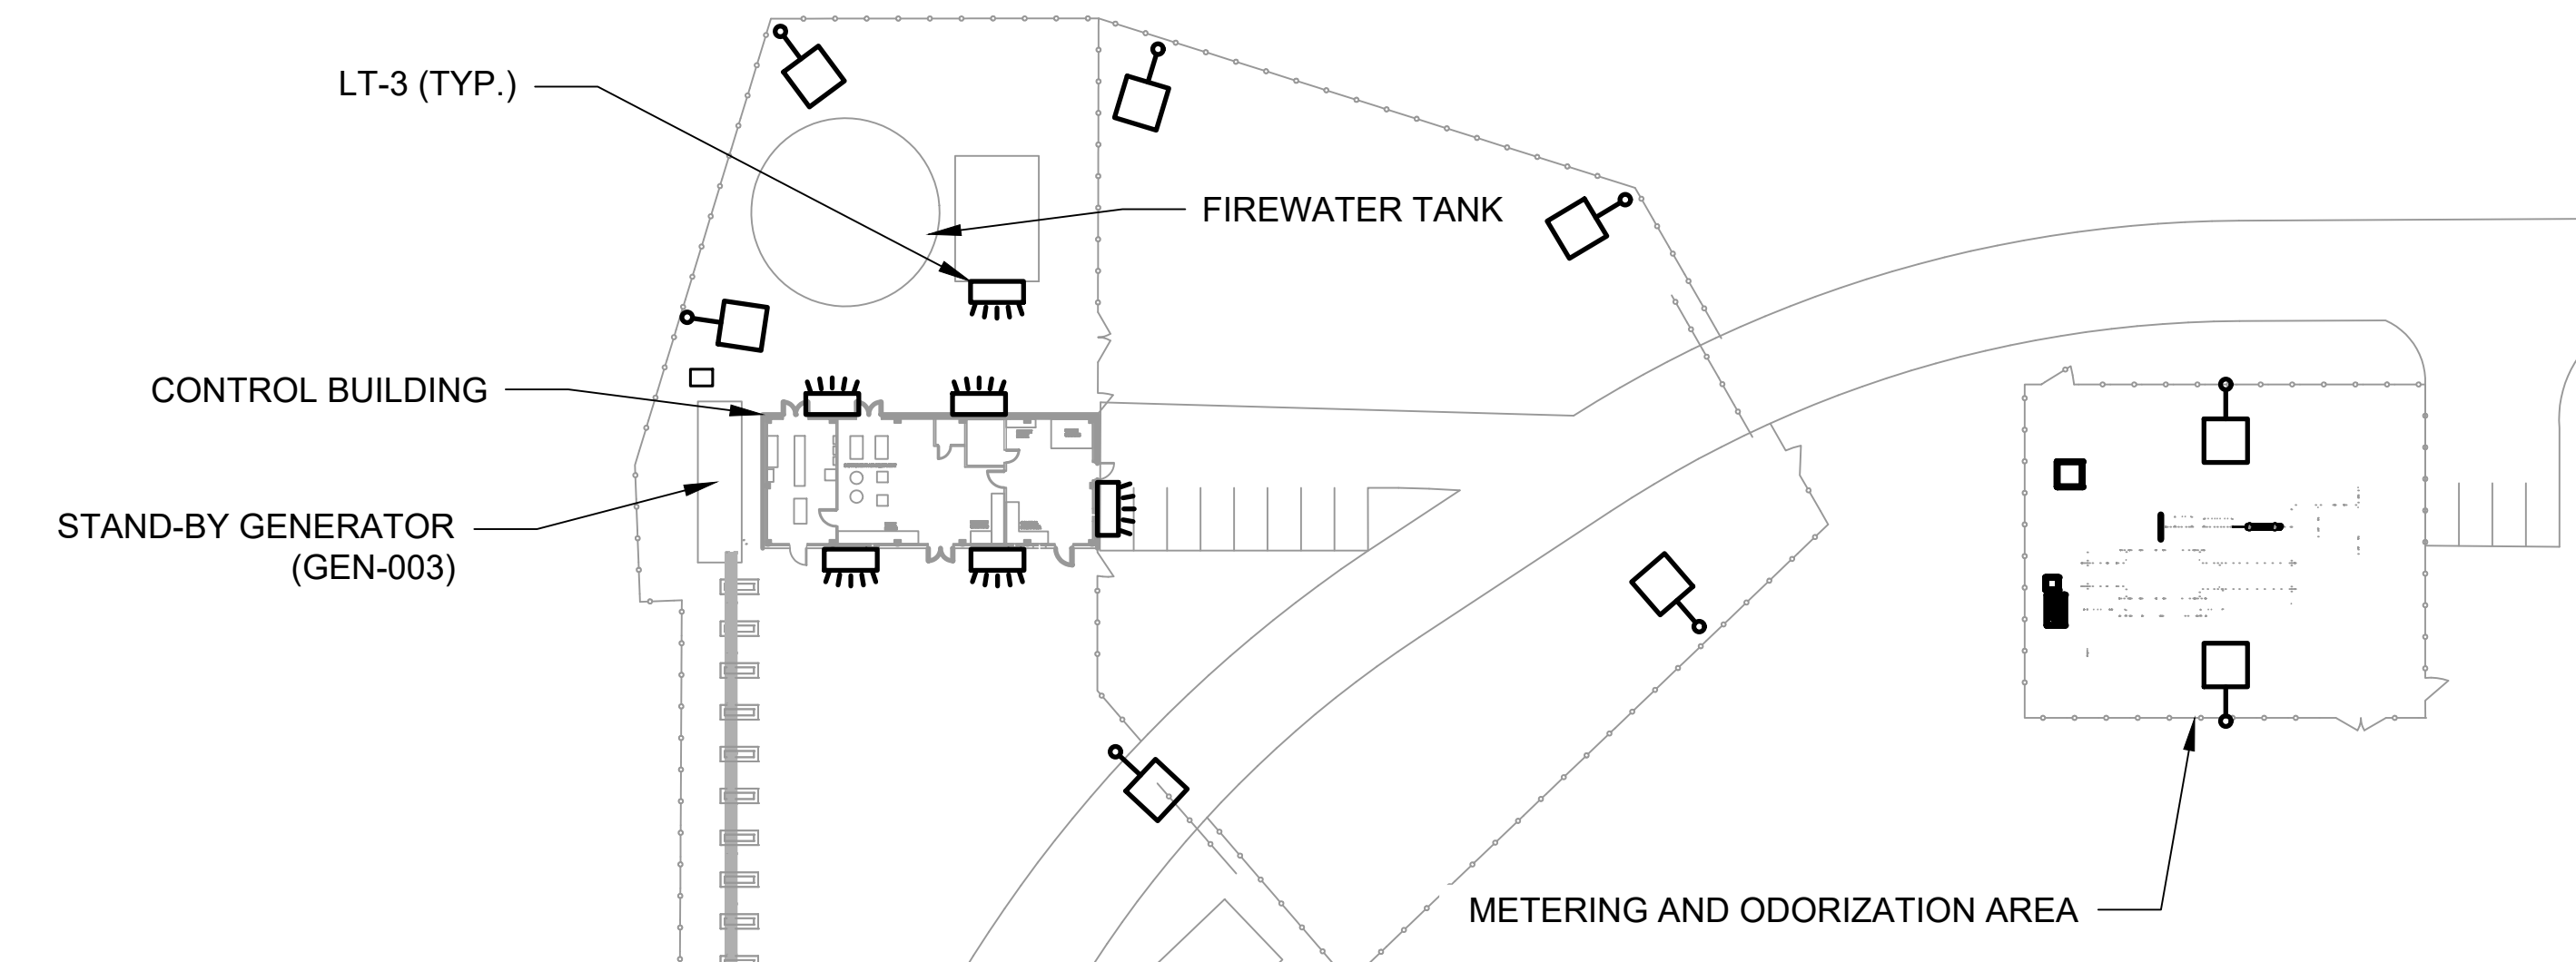 LT-3 (TYP.)
FIREWATER TANK
CONTROL BUILDING
STAND-BY GENERATOR
(GEN-003)
METERING AND ODORIZATION AREA